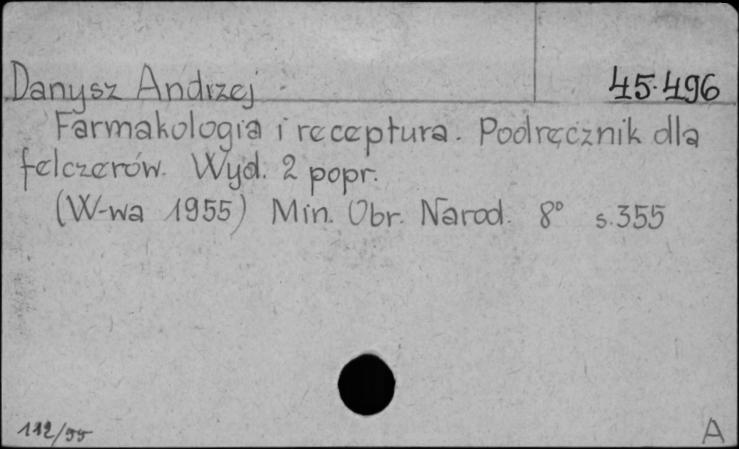 Danysz Andrzej
45.496
Farmakologia i receptura. Podręcznik dla
felczerów. Wyd. 2 popr.
(W-wa 1955) Min. Obr. Narod. 8° s.355
112/55
A